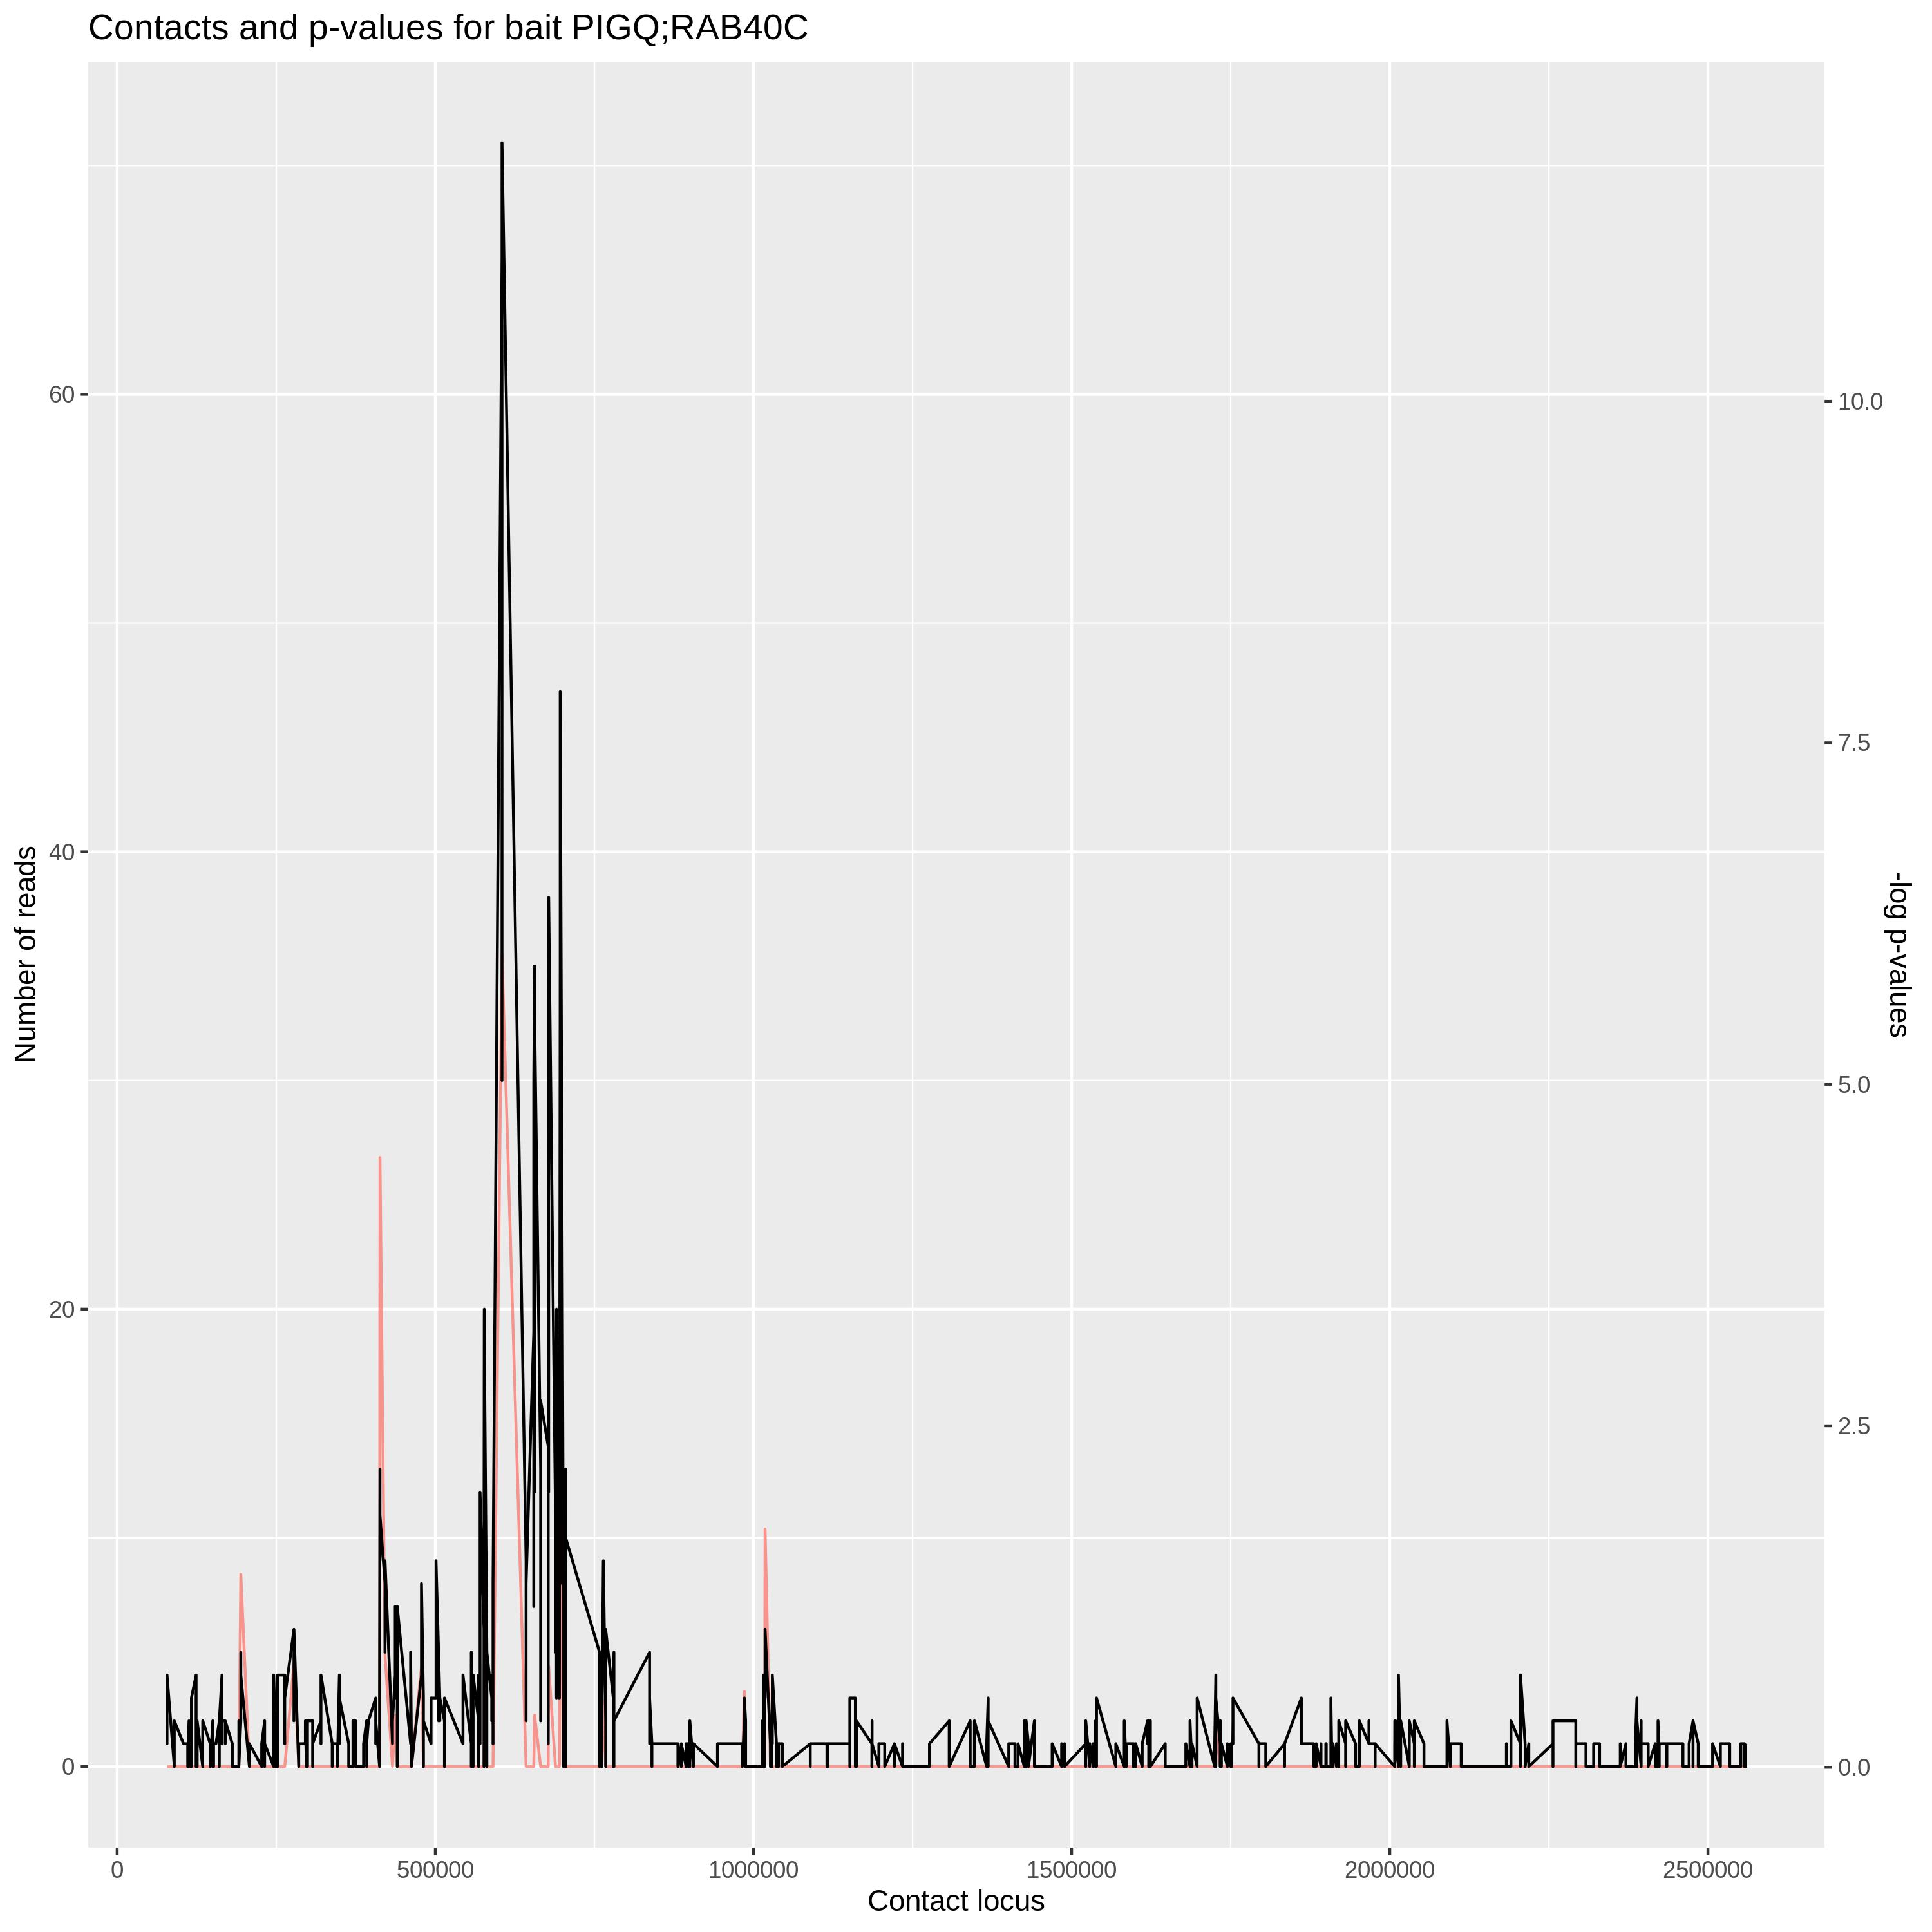 Contacts and p-values for bait PIGQ;RAB40C
Number of reads
60
40
20
0
10.0
7.5
5.0
2.5
0.0
-log p-values
0 500000 1000000 1500000 2000000 2500000
Contact locus